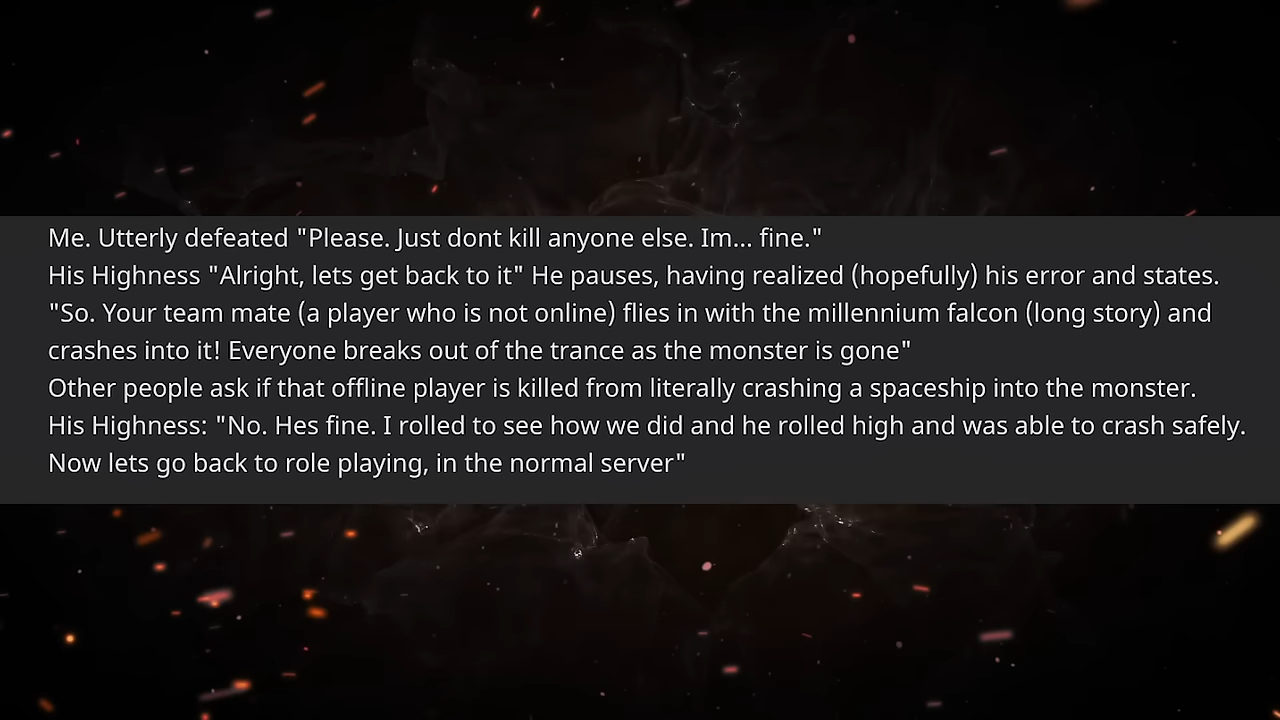 Me. Utterly defeated "Please. Just dont kill anyone else. Im... fine."
His Highness "Alright, lets get back to it" He pauses, having realized (hopefully) his error and states.
"So. Your team mate (a player who is not online) flies in with the millennium falcon (long story) and
crashes into it! Everyone breaks out of the trance as the monster is gone"
Other people ask if that offline player is killed from literally crashing a spaceship into the monster.
His Highness: "No. Hes fine. I rolled to see how we did and he rolled high and was able to crash safely.
Now lets go back to role playing, in the normal server"